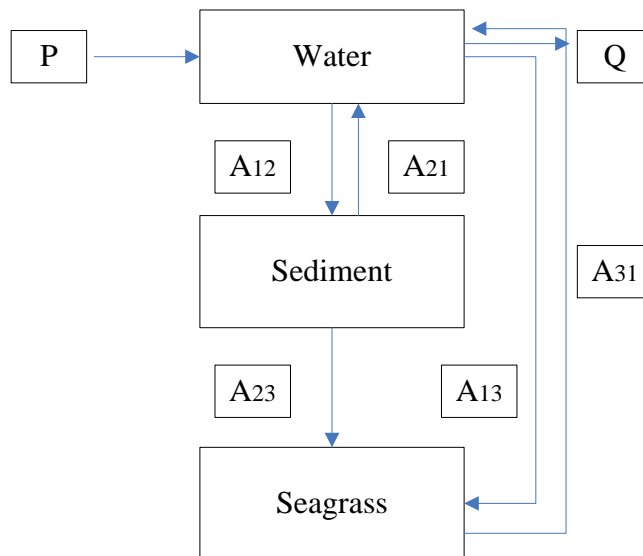 P
Water
Q
A12
A21
Sediment
A31
A23
A13
Seagrass